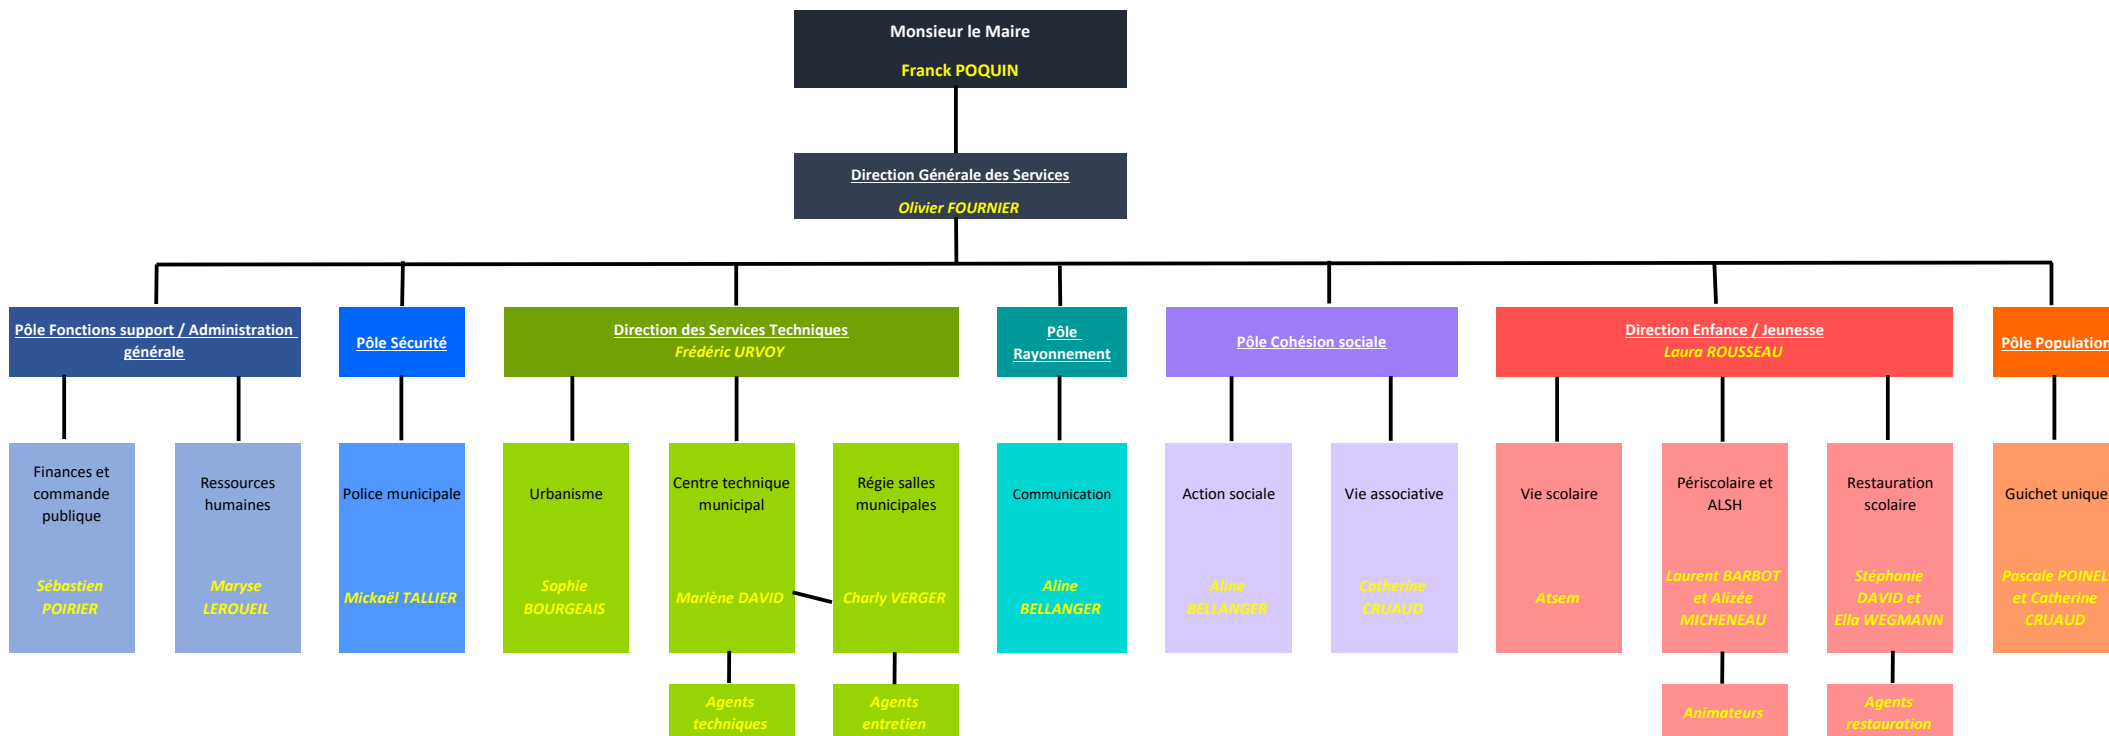 Monsieur le Maire
Franck POQUIN
Direction Générale des Services
Olivier FOURNIER
Pôle Fonctions support / Administration
générale
Pôle Sécurité
Direction des Services Techniques
Frédéric URVOY
Pôle
Rayonnement
Pôle Cohésion sociale
Direction Enfance / Jeunesse
Laura ROUSSEAU
Pôle Population
Finances et
commande
publique
Sébastien
POIRIER
Ressources
humaines
Maryse
LEROUEIL
Police municipale
Mickaël TALLIER
Urbanisme
Sophie
BOURGEAIS
Centre technique
municipal
Marlène DAVID
Régie salles
municipales
Charly VERGER
Communication
Aline
BELLANGER
Action sociale
Aline
BELLANGER
Vie associative
Catherine
CRUAUD
Vie scolaire
Atsem
Périscolaire et
ALSH
Laurent BARBOT
et Alizée
MICHENEAU
Restauration
scolaire
Stéphanie
DAVID et
Ella WEGMANN
Guichet unique
Pascale POINEL
et Catherine
CRUAUD
Agents
techniques
Agents
entretien
Animateurs
Agents
restauration